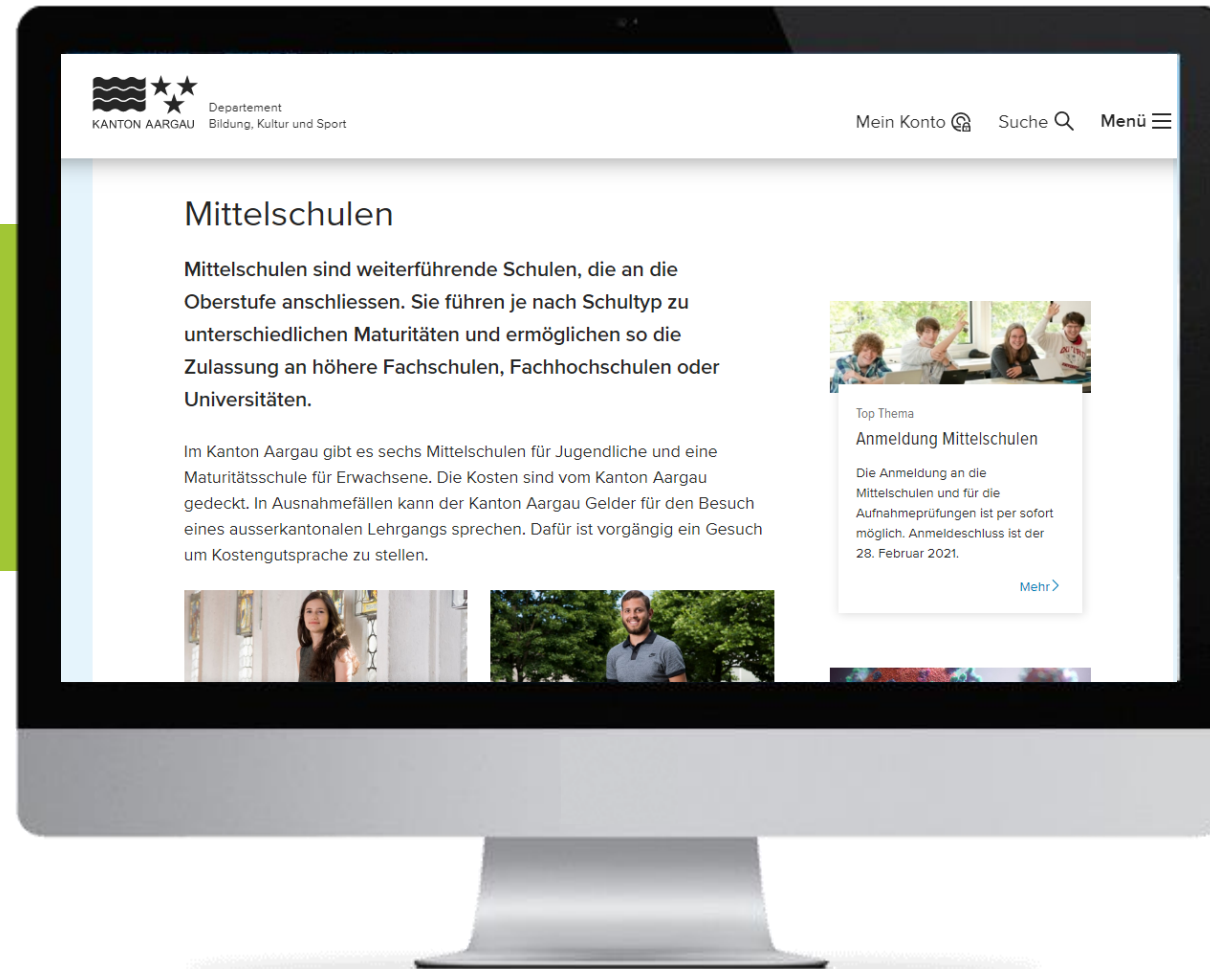 KANTON AARGAU
Departement
Bildung, Kultur und Sport
Mein Konto
Suche
Menü
Mittelschulen
Mittelschulen sind weiterführende Schulen, die an die
Oberstufe anschliessen. Sie führen je nach Schultyp zu
unterschiedlichen Maturitäten und ermöglichen so die
Zulassung an höhere Fachschulen, Fachhochschulen oder
Universitäten.
Im Kanton Aargau gibt es sechs Mittelschulen für Jugendliche und eine
Maturitätsschule für Erwachsene. Die Kosten sind vom Kanton Aargau
gedeckt. In Ausnahmefällen kann der Kanton Aargau Gelder für den Besuch
eines ausserkantonalen Lehrgangs sprechen. Dafür ist vorgängig ein Gesuch
um Kostengutsprache zu stellen.
Top Thema
Anmeldung Mittelschulen
Die Anmeldung an die
Mittelschulen und für die
Aufnahmeprüfungen ist per sofort
möglich. Anmeldeschluss ist der
28. Februar 2021.
Mehr